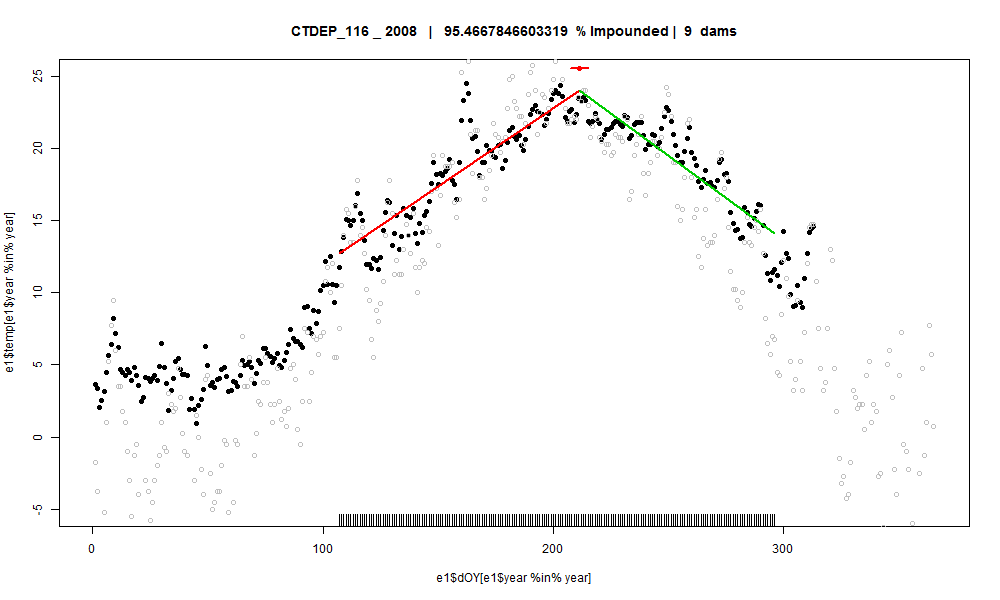 CTDEP_116 _ 2008 | 95.4667846603319 % Impounded | 9 dams
25
20
15
10
5
0
-5
e1$temp[e1$year %in% year]
0 100 200 300
e1$dOY[e1$year %in% year]